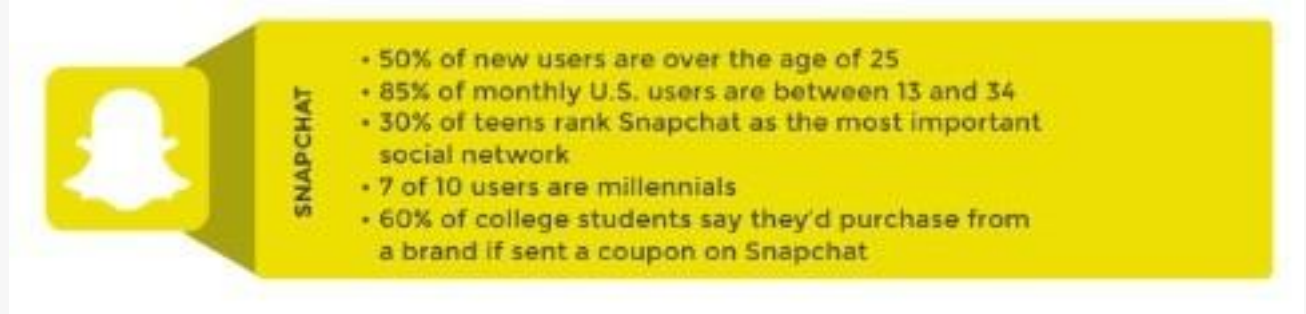 SNAPCHAT
• 50% of new users are over the age of 25
• 85% of monthly U.S. users are between 13 and 34
• 30% of teens rank Snapchat as the most important
social network
• 7 of 10 users are millennials
• 60% of college students say they'd purchase from
a brand if sent a coupon on Snapchat